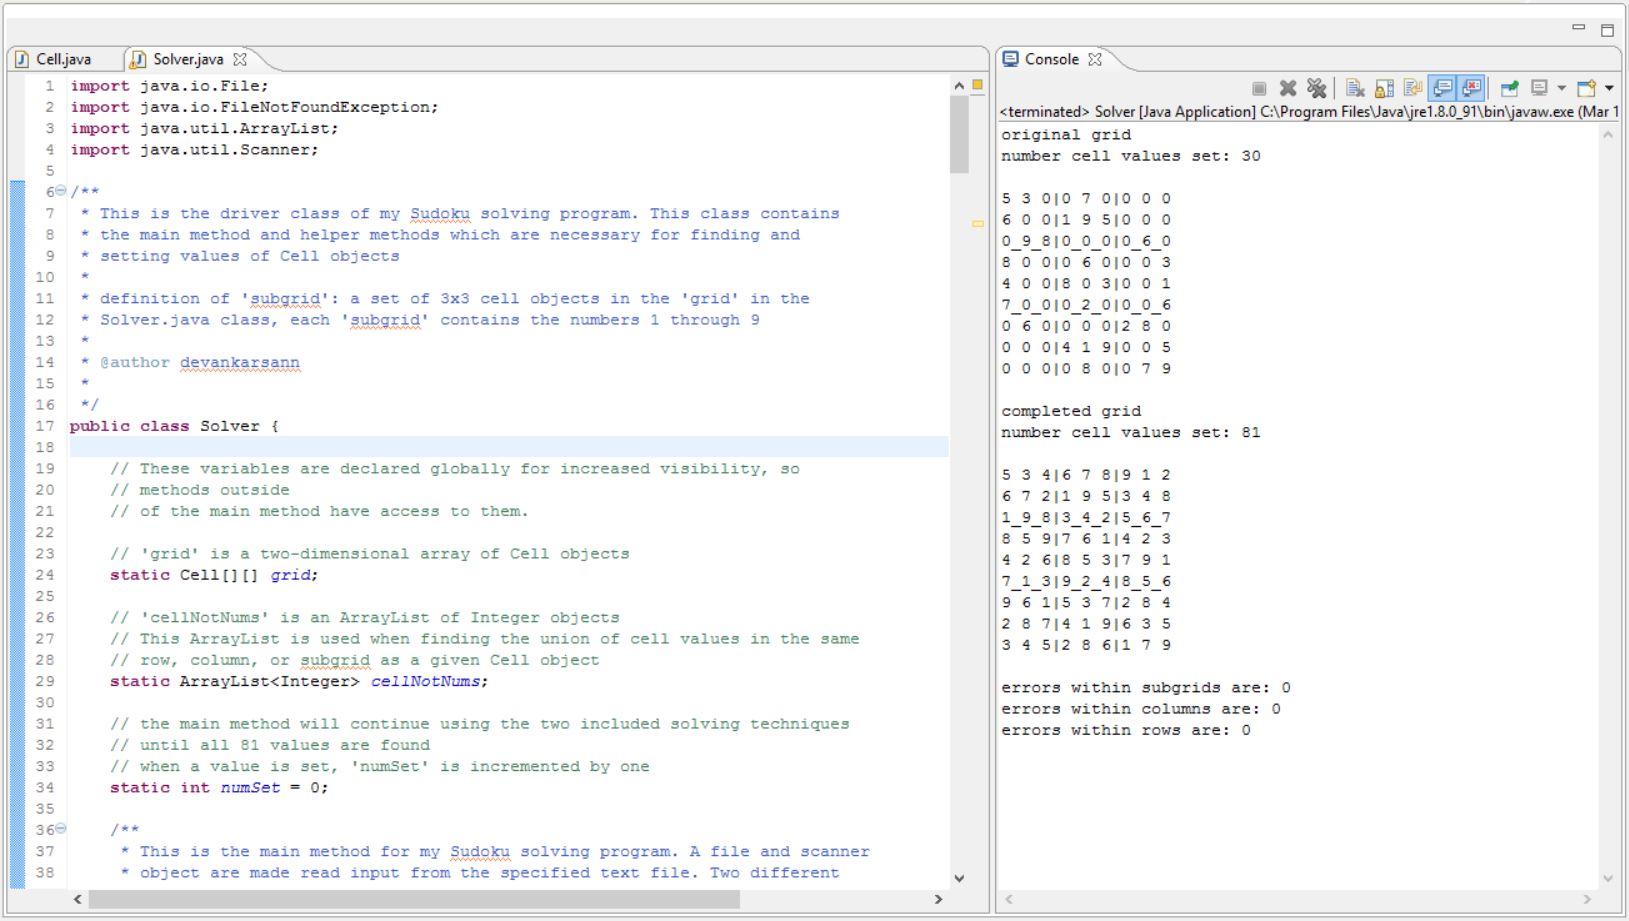 Cell.java
Solver.java
1 import java.io.File;
2 import java.io.FileNotFoundException;
3 import java.util.ArrayList;
4 import java.util.Scanner;
5
6 /**
7 * This is the driver class of my Sudoku solving program. This class contains
8 * the main method and helper methods which are necessary for finding and
9 * setting values of Cell objects
10 *
11 * definition of 'subgrid': a set of 3x3 cell objects in the 'grid' in the
12 * Solver.java class, each 'subgrid' contains the numbers 1 through 9
13 *
14 * @author devankarsann
15 *
16 */
17 public class Solver {
18
19 // These variables are declared globally for increased visibility, so
20 // methods outside
21 // of the main method have access to them.
22
23 // 'grid' is a two-dimensional array of Cell objects
24 static Cell[][] grid;
25
26 // 'cellNotNums' is an ArrayList of Integer objects
27 // This ArrayList is used when finding the union of cell values in the same
28 // row, column, or subgrid as a given Cell object
29 static ArrayList<Integer> cellNotNums;
30
31 // the main method will continue using the two included solving techniques
32 // until all 81 values are found
33 // when a value is set, 'numSet' is incremented by one
34 static int numSet = 0;
35
36 /**
37 * This is the main method for my Sudoku solving program. A file and scanner
38 * object are made read input from the specified text file. Two different
Console
<terminated> Solver [Java Application] C:\Program Files\Java\jre1.8.0_91\bin\javaw.exe (Mar 1
original grid
number cell values set: 30
5 3 0|0 7 0|0 0 0
6 0 0|1 9 5|0 0 0
0_9_8|0_0_0|0_6_0
8 0 0|0 6 0|0 0 3
4 0 0|8 0 3|0 0 1
7_0_0|0_2_0|0_0_6
0 6 0|0 0 0|2 8 0
0 0 0|4 1 9|0 0 5
0 0 0|0 8 0|0 7 9
completed grid
number cell values set: 81
5 3 4|6 7 8|9 1 2
6 7 2|1 9 5|3 4 8
1_9_8|3_4_2|5_6_7
8 5 9|7 6 1|4 2 3
4 2 6|8 5 3|7 9 1
7_1_3|9_2_4|8_5_6
9 6 1|5 3 7|2 8 4
2 8 7|4 1 9|6 3 5
3 4 5|2 8 6|1 7 9
errors within subgrids are: 0
errors within columns are: 0
errors within rows are: 0